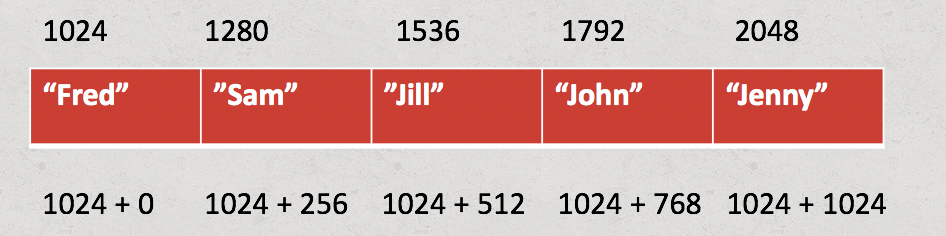 1024 1280 1536 1792 2048
“Fred” ”Sam” ”Jill” “John” “Jenny”
1024 + 0 1024 + 256 1024 + 512 1024 + 768 1024 + 1024